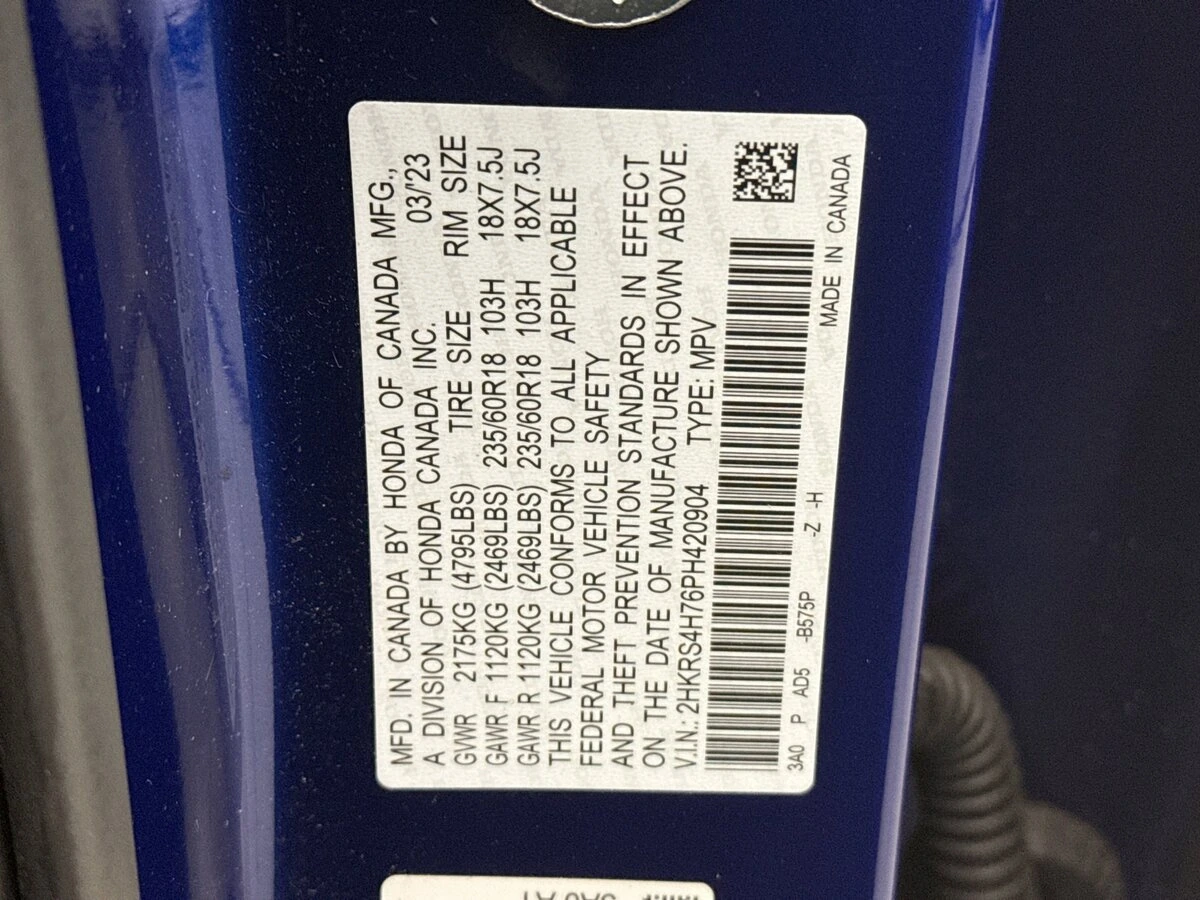 MFD. IN CANADA BY HONDA OF CANADA MFG.,
A DIVISION OF HONDA CANADA INC. 03/'23
GVWR 2175KG (4795LBS) TIRE SIZE RIM SIZE
GAWR F 1120KG (2469LBS) 235/60R18 103H 18X7.5J
GAWR R 1120KG (2469LBS) 235/60R18 103H 18X7.5J
THIS VEHICLE CONFORMS TO ALL APPLICABLE
FEDERAL MOTOR VEHICLE SAFETY
AND THEFT PREVENTION STANDARDS IN EFFECT
ON THE DATE OF MANUFACTURE SHOWN ABOVE.
V.I.N.: 2HKRS4H76PH420904 TYPE: MPV
3A0 P AD5 -B575P -Z -H
MADE IN CANADA